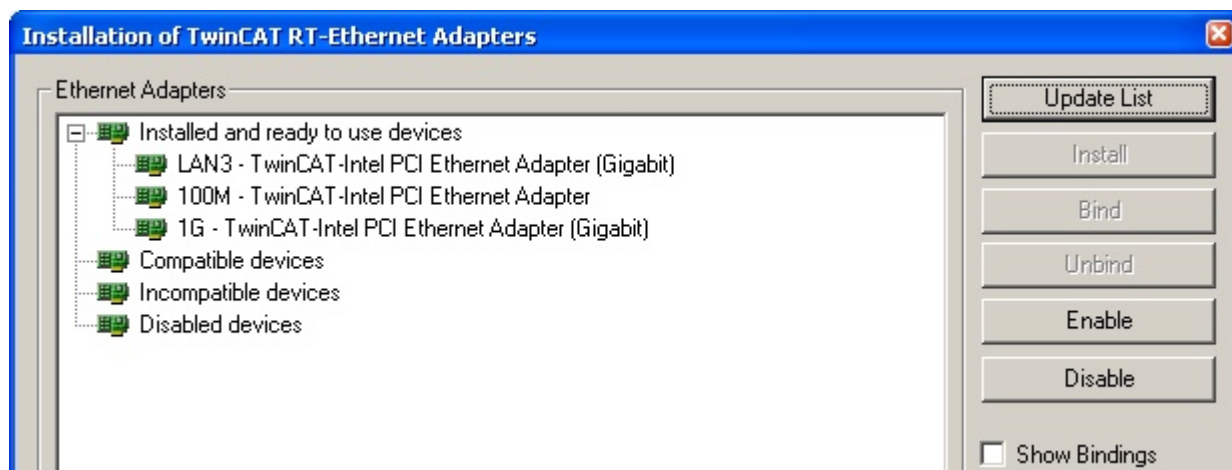 Installation of TwinCAT RT-Ethernet Adapters
Ethernet Adapters
Installed and ready to use devices
LAN3 - TwinCAT-Intel PCI Ethernet Adapter (Gigabit)
100M - TwinCAT-Intel PCI Ethernet Adapter
1G - TwinCAT-Intel PCI Ethernet Adapter (Gigabit)
Compatible devices
Incompatible devices
Disabled devices
Update List
Install
Bind
Unbind
Enable
Disable
Show Bindings